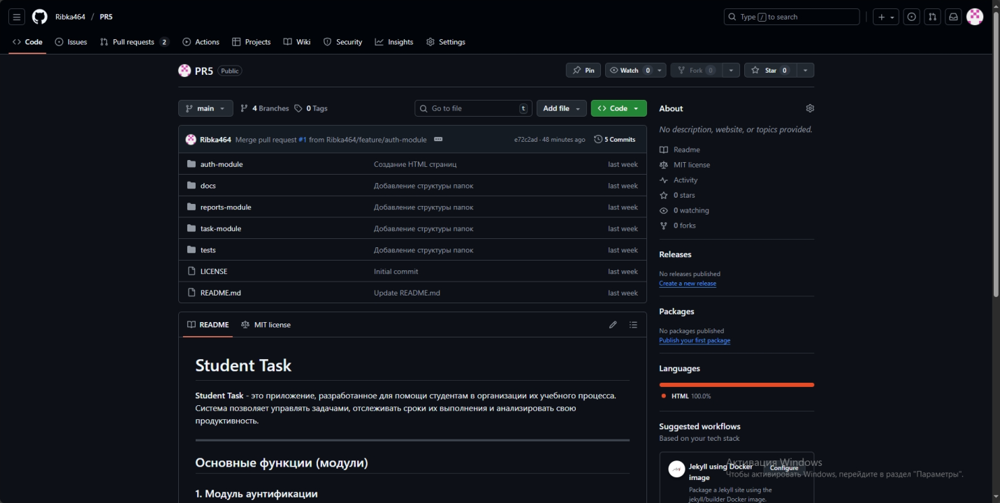 Ribka464 / PR5
Type / to search
Code Issues Pull requests 2 Actions Projects Wiki Security Insights Settings
PR5 Public
Pin Watch 0 Fork 0 Star 0
main 4 Branches 0 Tags Go to file t Add file Code
Ribka464 Merge pull request #1 from Ribka464/feature/auth-module e72c2ad · 48 minutes ago 5 Commits
auth-module Создание HTML страниц last week
docs Добавление структуры папок last week
reports-module Добавление структуры папок last week
task-module Добавление структуры папок last week
tests Добавление структуры папок last week
LICENSE Initial commit last week
README.md Update README.md last week
README MIT license
Student Task
Student Task - это приложение, разработанное для помощи студентам в организации их учебного процесса.
Система позволяет управлять задачами, отслеживать сроки их выполнения и анализировать свою
продуктивность.
Основные функции (модули)
1. Модуль аунтификации
About
No description, website, or topics provided.
Readme
MIT license
Activity
0 stars
0 watching
0 forks
Releases
No releases published
Create a new release
Packages
No packages published
Publish your first package
Languages
HTML 100.0%
Suggested workflows
Based on your tech stack
Jekyll using Docker
image
Configure
Package a Jekyll site using the
jekyll/builder Docker image.
Активация Windows
Чтобы активировать Windows, перейдите в раздел "Параметры".